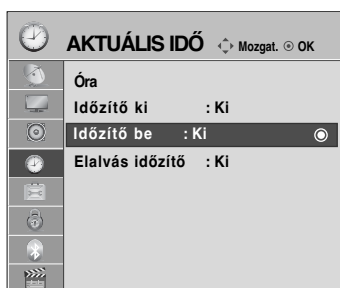 AKTUÁLIS IDŐ Mozgat. OK
Óra
Időzítő ki : Ki
Időzítő be : Ki
Elalvás időzítő : Ki